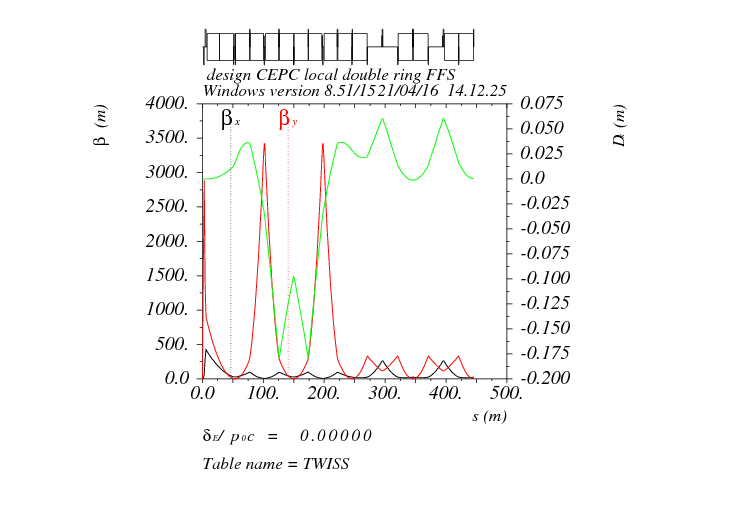 design CEPC local double ring FFS
Windows version 8.51/15 21/04/16 14.12.25
β (m)
D (m)
βx
βy
4000.
3500.
3000.
2500.
2000.
1500.
1000.
500.
0.0
0.075
0.050
0.025
0.0
-0.025
-0.050
-0.075
-0.100
-0.125
-0.150
-0.175
-0.200
0.0 100. 200. 300. 400. 500.
s (m)
δE/ p0c = 0.00000
Table name = TWISS